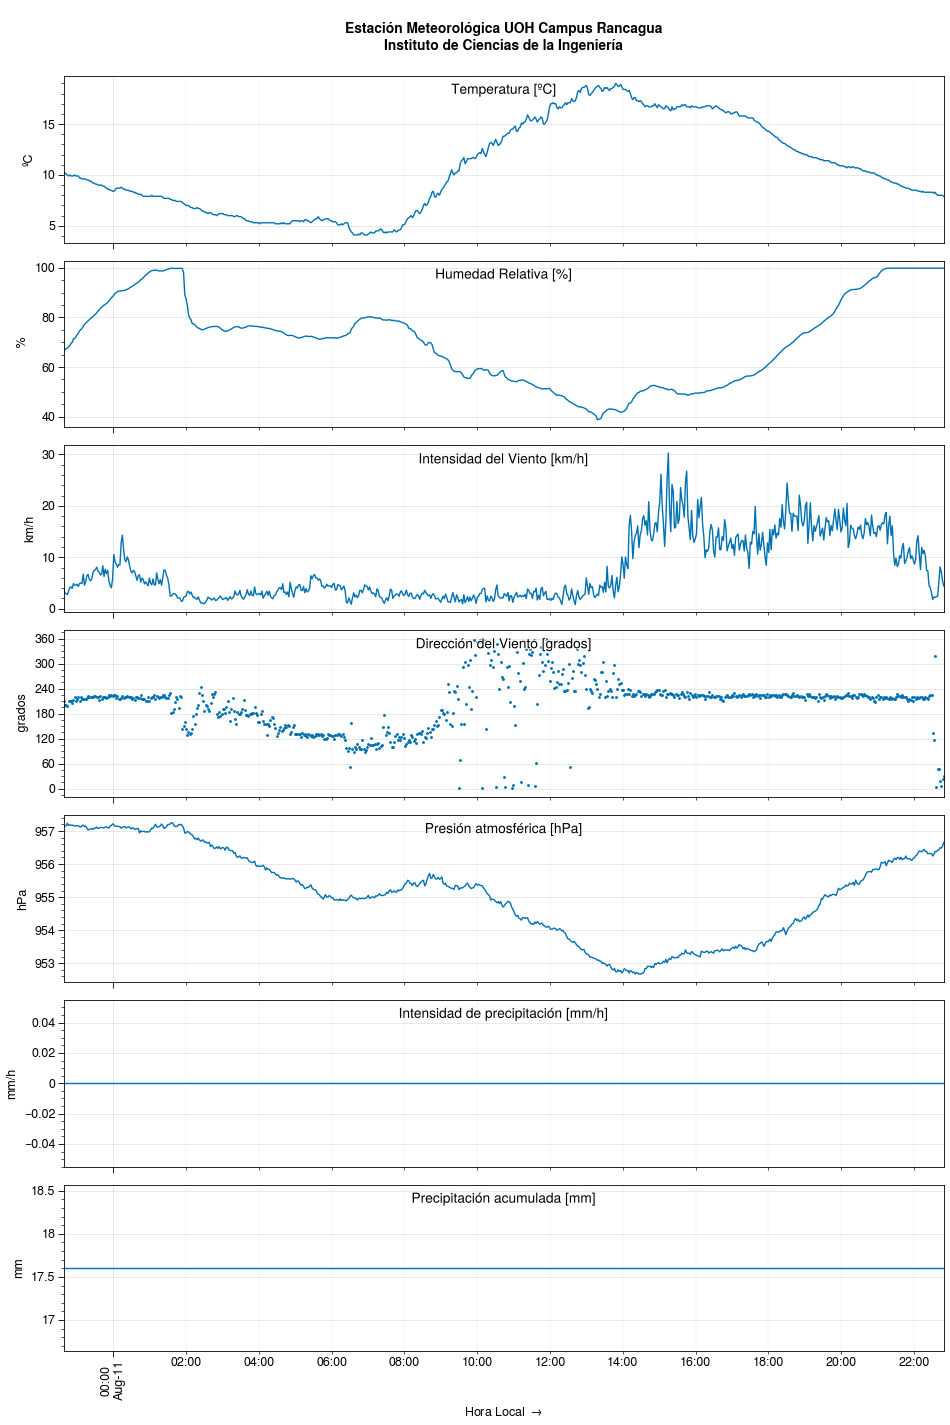 Estación Meteorológica UOH Campus Rancagua
Instituto de Ciencias de la Ingeniería
Temperatura [ºC]
ºC
15
10
5
Humedad Relativa [%]
%
100
80
60
40
Intensidad del Viento [km/h]
km/h
30
20
10
0
Dirección del Viento [grados]
grados
360
300
240
180
120
60
0
Presión atmosférica [hPa]
hPa
957
956
955
954
953
Intensidad de precipitación [mm/h]
mm/h
0.04
0.02
0
−0.02
−0.04
Precipitación acumulada [mm]
mm
18.5
18
17.5
17
00:00 02:00 04:00 06:00 08:00 10:00 12:00 14:00 16:00 18:00 20:00 22:00
Aug-11
Hora Local →